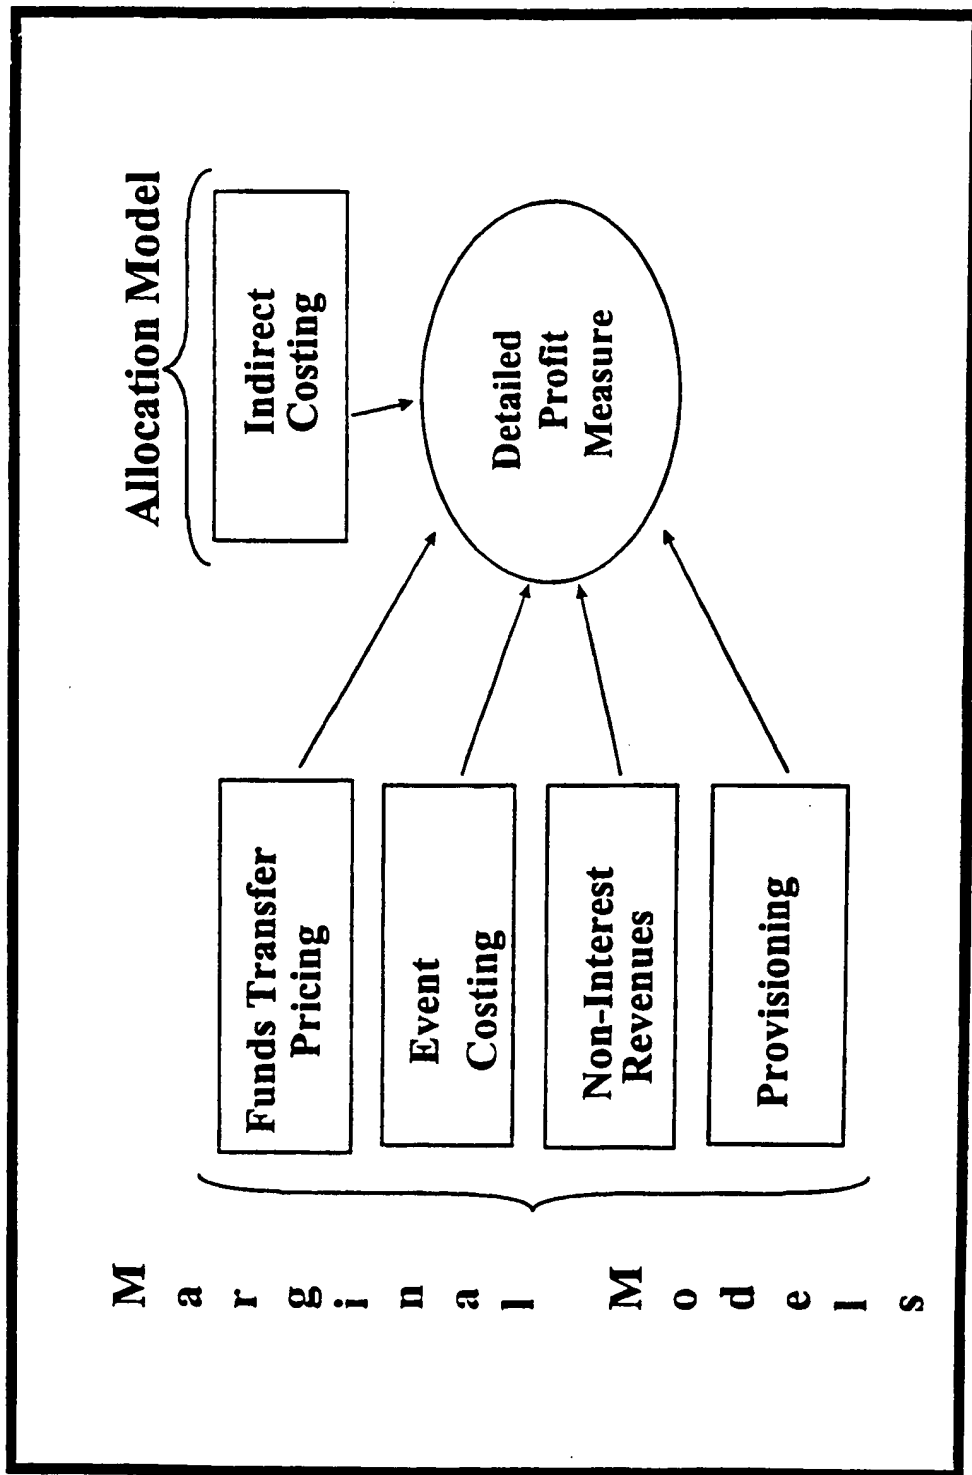 Allocation Model
Indirect
Costing
Detailed
Profit
Measure
Marginal Models
Funds Transfer
Pricing
Event
Costing
Non-Interest
Revenues
Provisioning